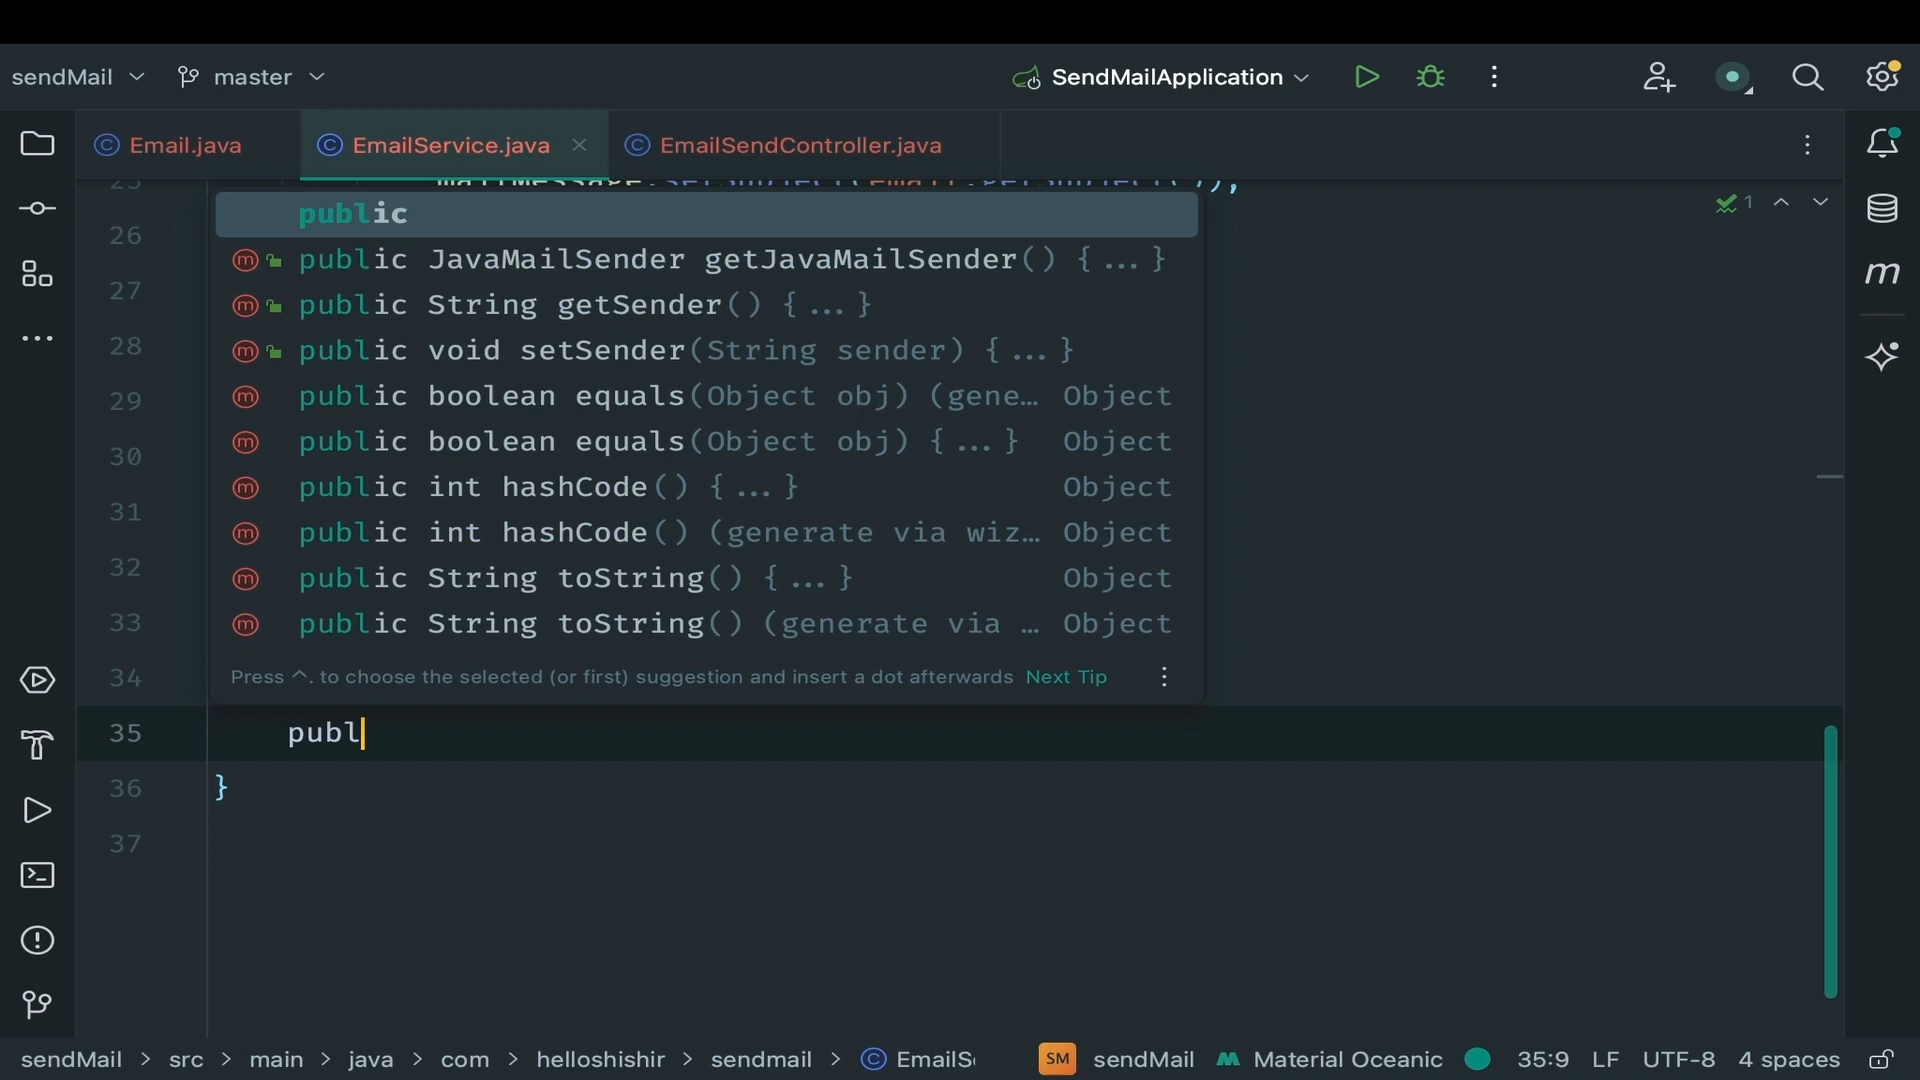 sendMail master SendMailApplication
Email.java EmailService.java EmailSendController.java
25 mailMessage.setSubject(email.getSubject());
public
26 public JavaMailSender getJavaMailSender() {...}
27 public String getSender() {...}
28 public void setSender(String sender) {...}
29 public boolean equals(Object obj) (gene… Object
30 public boolean equals(Object obj) {...} Object
31 public int hashCode() {...} Object
32 public int hashCode() (generate via wiz… Object
public String toString() {...} Object
33 public String toString() (generate via … Object
34 Press ^. to choose the selected (or first) suggestion and insert a dot afterwards Next Tip
35 publ
36 }
37
1
sendMail > src > main > java > com > helloshishir > sendmail > EmailS
SM sendMail Material Oceanic 35:9 LF UTF-8 4 spaces